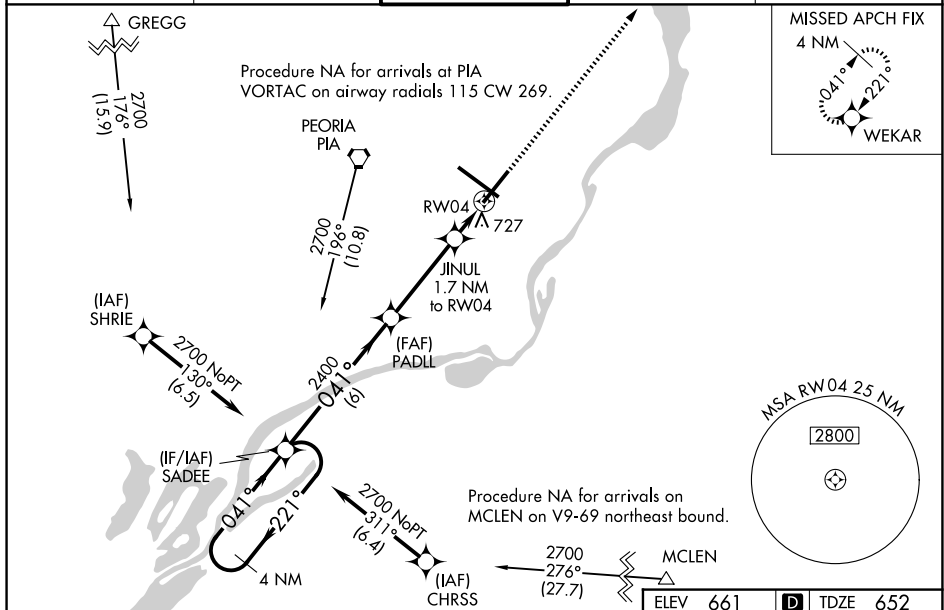 GREGG
2700
176°
(15.9)
Procedure NA for arrivals at PIA
VORTAC on airway radials 115 CW 269.
MISSED APCH FIX
4 NM
041°
221°
WEKAR
PEORIA
PIA
2700
196°
(10.8)
RW04
727
JINUL
1.7 NM
to RW04
(IAF)
SHRIE
2700 NoPT
130°
(6.5)
(FAF)
PADLL
2400
041°
(6)
MSA RW04 25 NM
2800
(IF/IAF)
SADEE
041°
221°
4 NM
2700 NoPT
311°
(6.4)
(IAF)
CHRSS
Procedure NA for arrivals on
MCLEN on V9-69 northeast bound.
2700
276°
(27.7)
MCLEN
ELEV 661 D TDZE 652